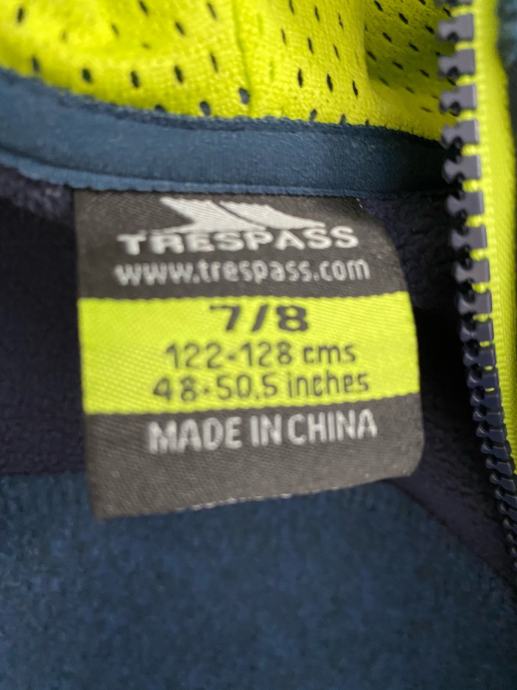 TRESPASS
www.trespass.com
7/8
122-128 cms
48-50.5 inches
MADE IN CHINA